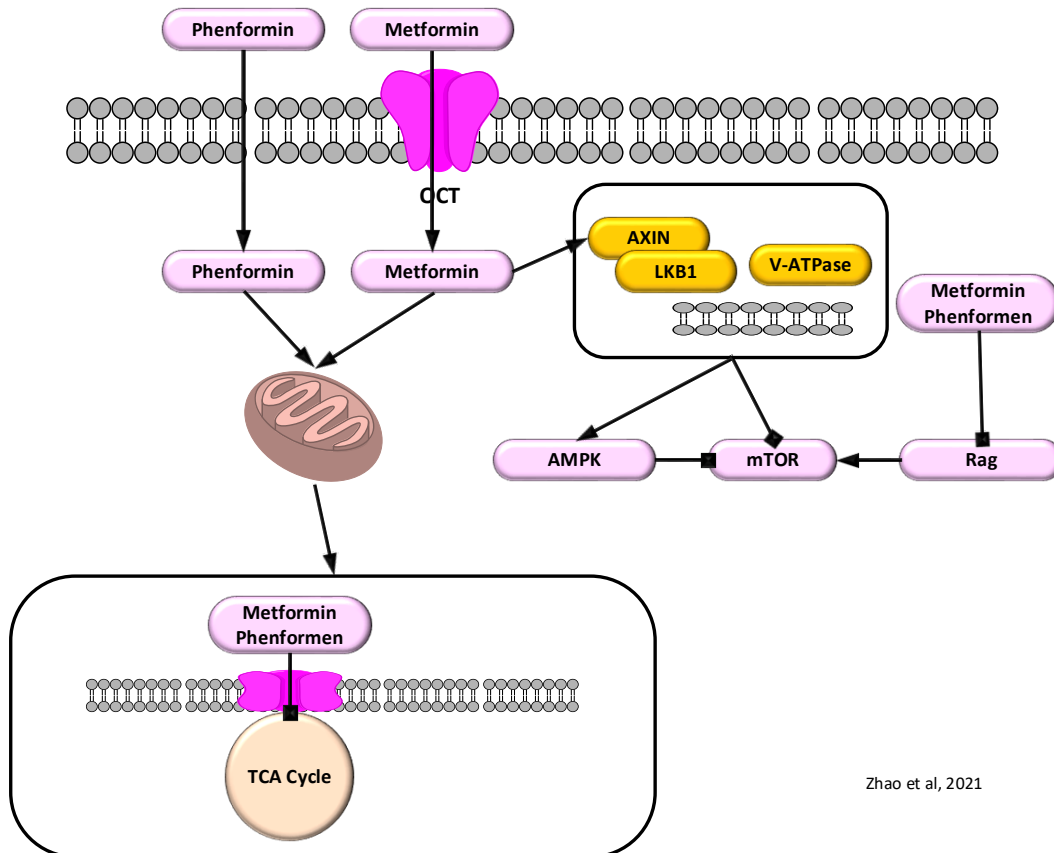 Phenformin
Metformin
OCT
Phenformin
Metformin
AXIN
LKB1
V-ATPase
Metformin
Phenformen
AMPK
mTOR
Rag
Metformin
Phenformen
TCA Cycle
Zhao et al, 2021